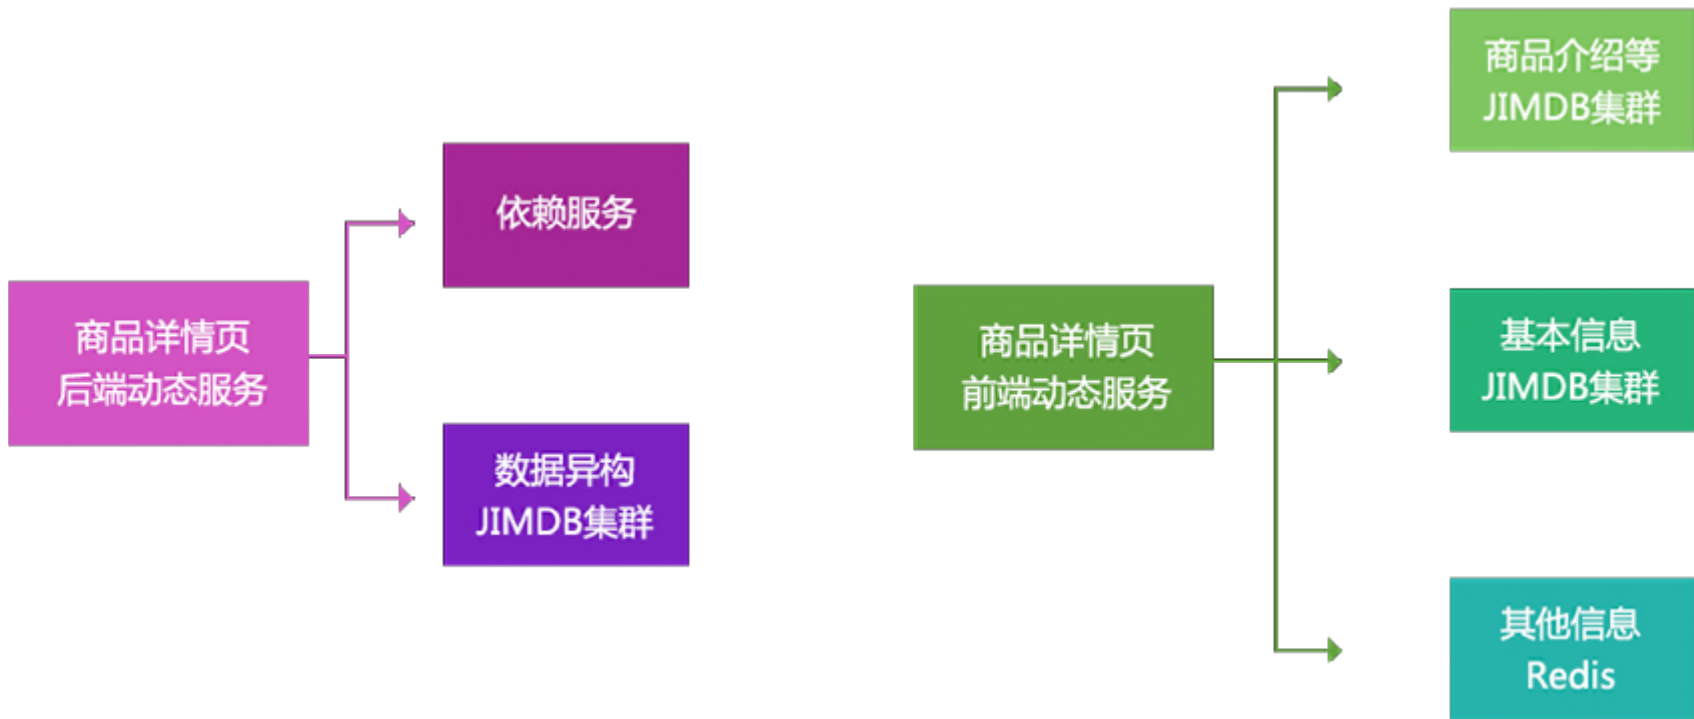 商品详情页
后端动态服务
依赖服务
数据异构
JIMDB集群
商品详情页
前端动态服务
商品介绍等
JIMDB集群
基本信息
JIMDB集群
其他信息
Redis